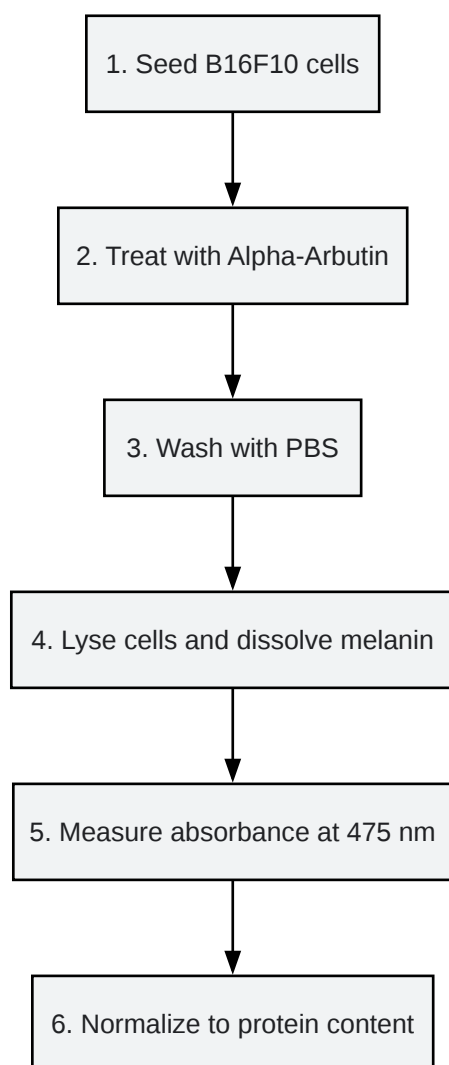 1. Seed B16F10 cells
2. Treat with Alpha-Arbutin
3. Wash with PBS
4. Lyse cells and dissolve melanin
5. Measure absorbance at 475 nm
6. Normalize to protein content